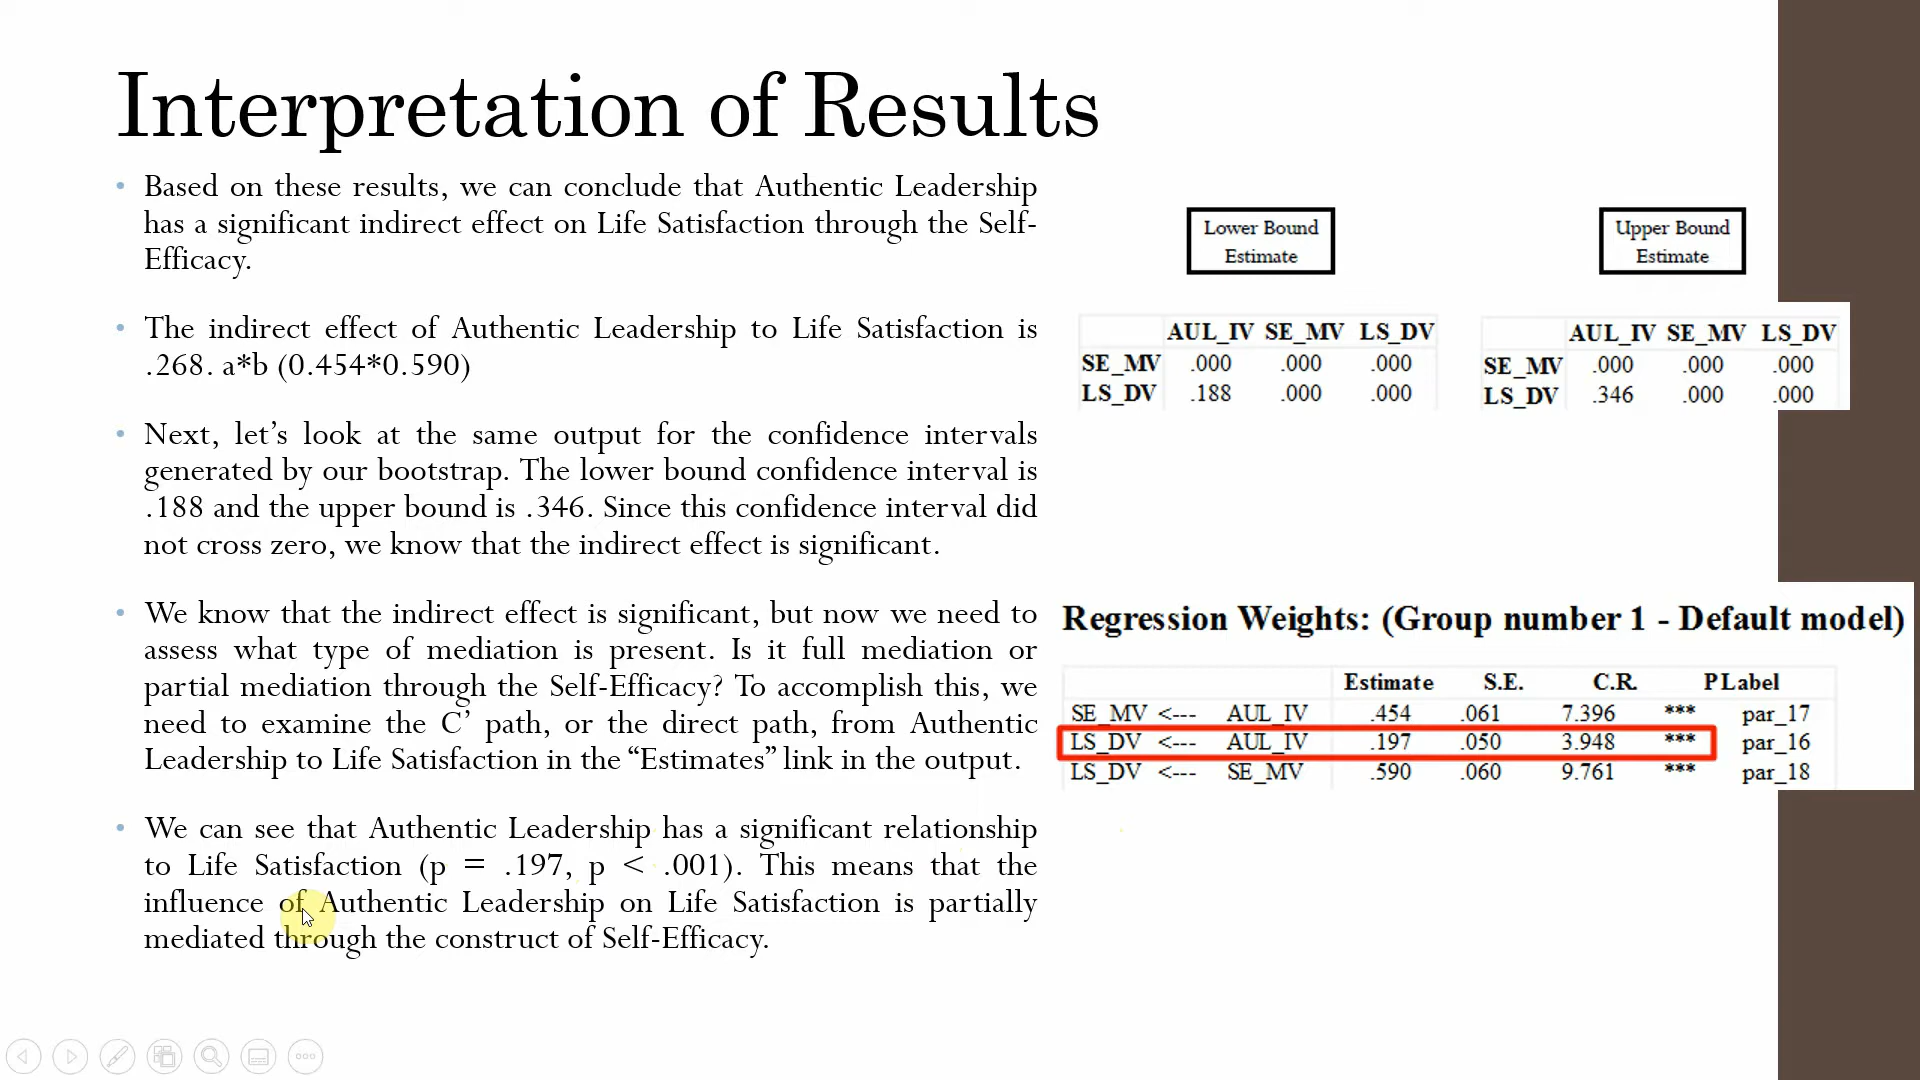 Interpretation of Results
• Based on these results, we can conclude that Authentic Leadership
has a significant indirect effect on Life Satisfaction through the Self-
Efficacy.
• The indirect effect of Authentic Leadership to Life Satisfaction is
.268. a*b (0.454*0.590)
• Next, let’s look at the same output for the confidence intervals
generated by our bootstrap. The lower bound confidence interval is
.188 and the upper bound is .346. Since this confidence interval did
not cross zero, we know that the indirect effect is significant.
• We know that the indirect effect is significant, but now we need to
assess what type of mediation is present. Is it full mediation or
partial mediation through the Self-Efficacy? To accomplish this, we
need to examine the C’ path, or the direct path, from Authentic
Leadership to Life Satisfaction in the “Estimates” link in the output.
• We can see that Authentic Leadership has a significant relationship
to Life Satisfaction (p = .197, p < .001). This means that the
influence of Authentic Leadership on Life Satisfaction is partially
mediated through the construct of Self-Efficacy.
Lower Bound
Estimate
AUL_IV SE_MV LS_DV
SE_MV .000 .000 .000
LS_DV .188 .000 .000
Upper Bound
Estimate
AUL_IV SE_MV LS_DV
SE_MV .000 .000 .000
LS_DV .346 .000 .000
Regression Weights: (Group number 1 - Default model)
Estimate S.E. C.R. P Label
SE_MV <--- AUL_IV .454 .061 7.396 *** par_17
LS_DV <--- AUL_IV .197 .050 3.948 *** par_16
LS_DV <--- SE_MV .590 .060 9.761 *** par_18